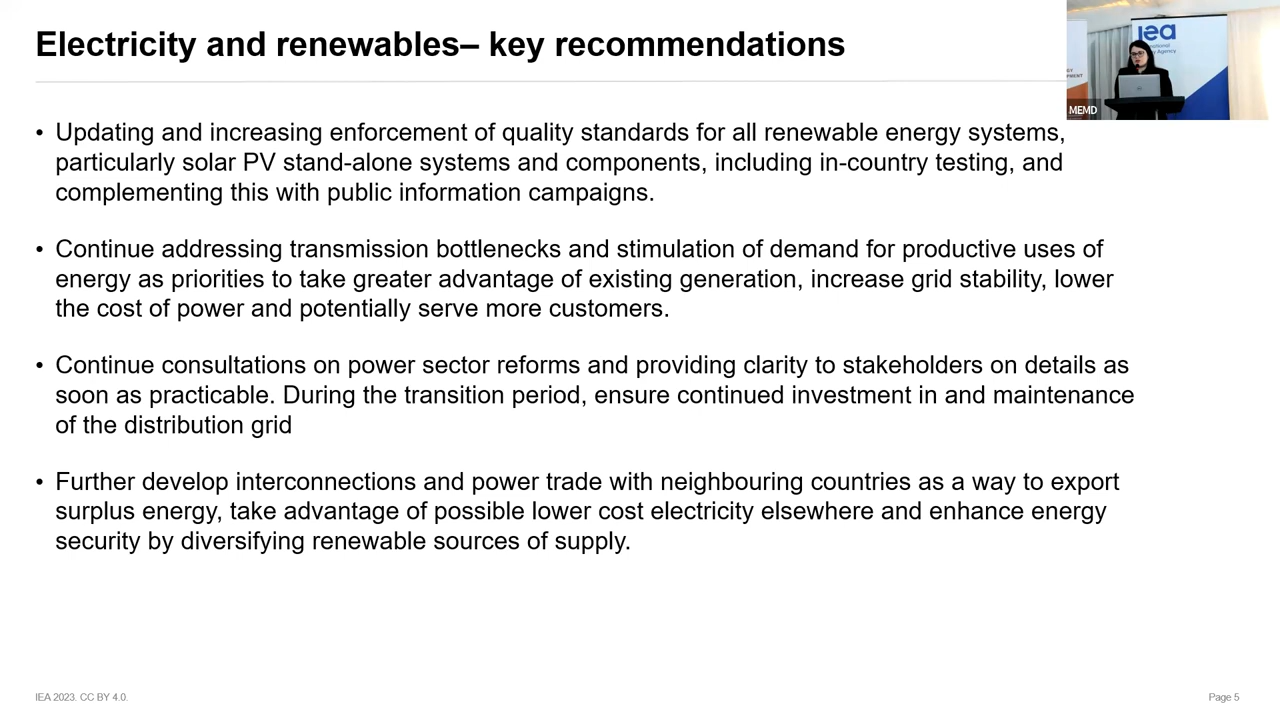 Electricity and renewables– key recommendations
iea
Agency
MEMD
• Updating and increasing enforcement of quality standards for all renewable energy systems,
particularly solar PV stand-alone systems and components, including in-country testing, and
complementing this with public information campaigns.
• Continue addressing transmission bottlenecks and stimulation of demand for productive uses of
energy as priorities to take greater advantage of existing generation, increase grid stability, lower
the cost of power and potentially serve more customers.
• Continue consultations on power sector reforms and providing clarity to stakeholders on details as
soon as practicable. During the transition period, ensure continued investment in and maintenance
of the distribution grid
• Further develop interconnections and power trade with neighbouring countries as a way to export
surplus energy, take advantage of possible lower cost electricity elsewhere and enhance energy
security by diversifying renewable sources of supply.
IEA 2023. CC BY 4.0.
Page 5